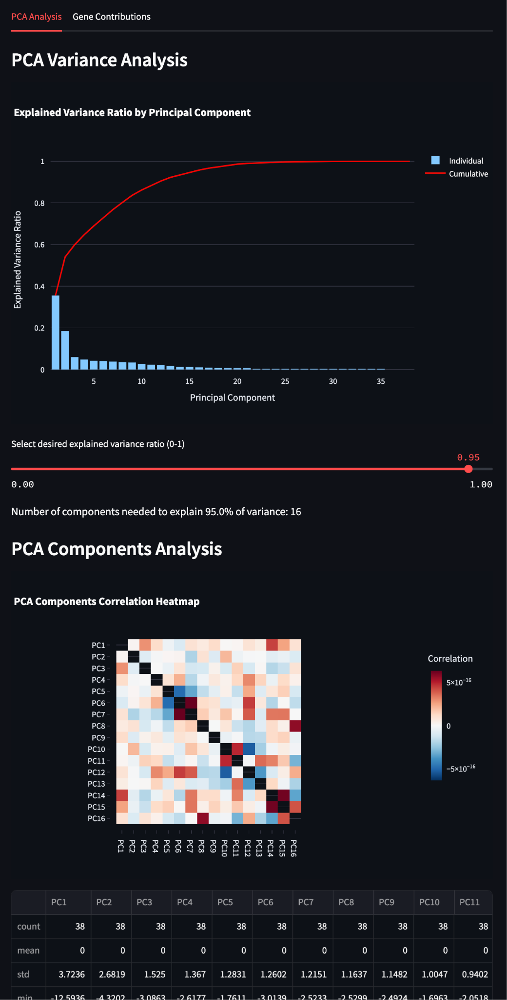 PCA Analysis Gene Contributions
PCA Variance Analysis
Explained Variance Ratio by Principal Component
1
0.8
0.6
0.4
0.2
0
Explained Variance Ratio
5 10 15 20 25 30 35
Principal Component
Individual
Cumulative
Select desired explained variance ratio (0-1)
0.95
0.00 1.00
Number of components needed to explain 95.0% of variance: 16
PCA Components Analysis
PCA Components Correlation Heatmap
PC1
PC2
PC3
PC4
PC5
PC6
PC7
PC8
PC9
PC10
PC11
PC12
PC13
PC14
PC15
PC16
PC1 PC2 PC3 PC4 PC5 PC6 PC7 PC8 PC9 PC10 PC11 PC12 PC13 PC14 PC15 PC16
Correlation
5×10⁻¹⁶
0
−5×10⁻¹⁶
PC1 PC2 PC3 PC4 PC5 PC6 PC7 PC8 PC9 PC10 PC11
count 38 38 38 38 38 38 38 38 38 38 38
mean 0 0 0 0 0 0 0 0 0 0 0
std 3.7236 2.6819 1.525 1.367 1.2831 1.2602 1.2151 1.1637 1.1482 1.0047 0.9402
min -12.5936 -4.3202 -3.0863 -2.6177 -1.7611 -3.0139 -2.5233 -2.5299 -2.4924 -1.6963 -2.0518